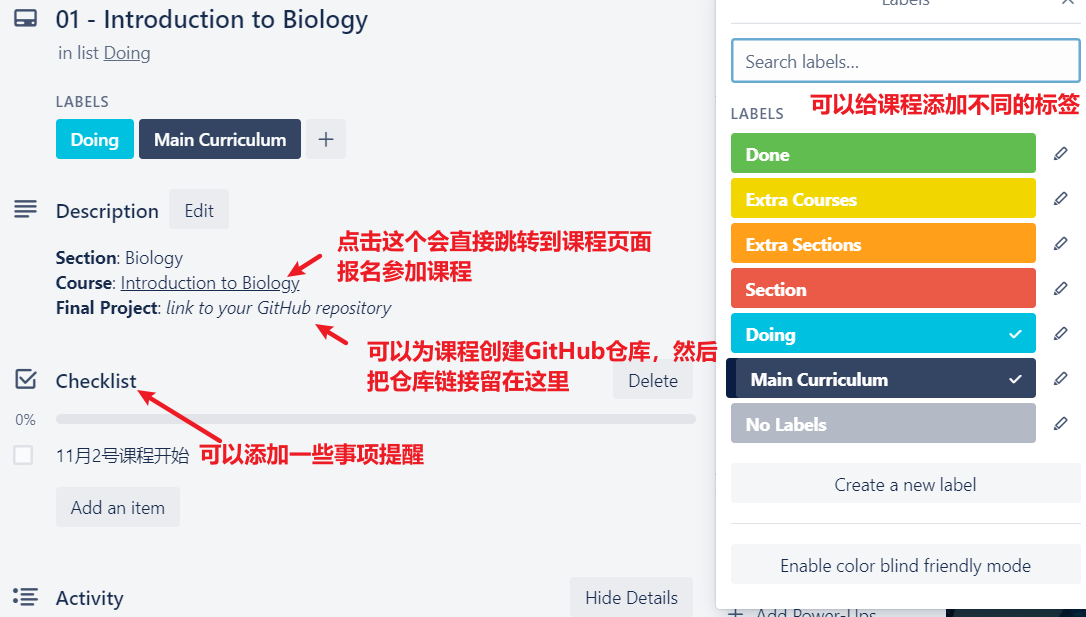 01 - Introduction to Biology
in list Doing
LABELS
Doing
Main Curriculum
+
Description
Edit
Section: Biology
Course: Introduction to Biology
Final Project: link to your GitHub repository
点击这个会直接跳转到课程页面
报名参加课程
可以为课程创建GitHub仓库，然后
把仓库链接留在这里
Checklist
Delete
0%
11月2号课程开始
可以添加一些事项提醒
Add an item
Activity
Hide Details
Labels
Search labels...
LABELS
可以给课程添加不同的标签
Done
Extra Courses
Extra Sections
Section
Doing
Main Curriculum
No Labels
Create a new label
Enable color blind friendly mode
+ Add Power-Ups